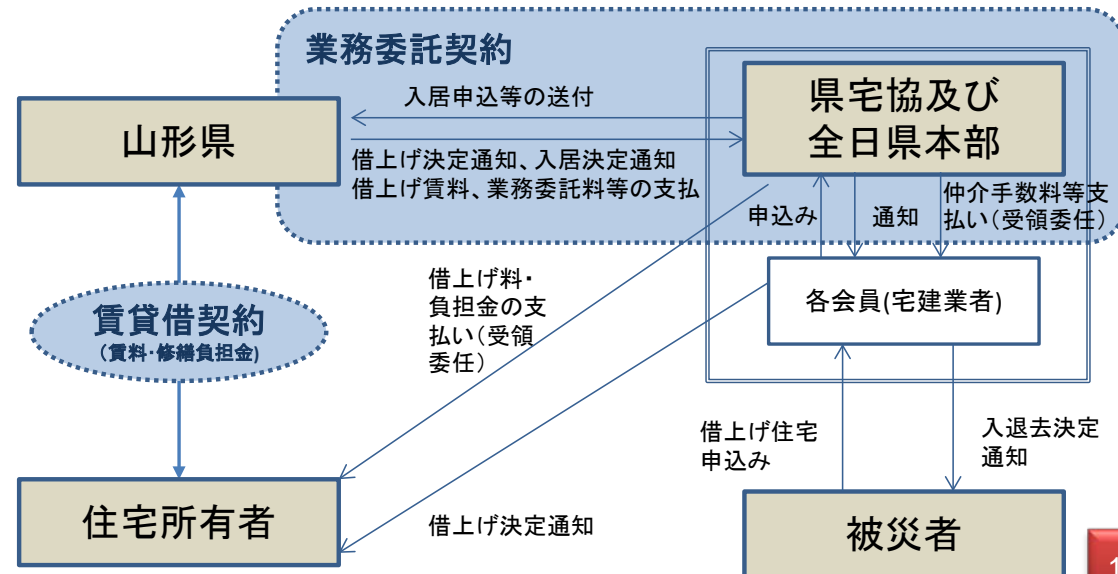 業務委託契約
入居申込等の送付
県宅協及び
全日県本部
山形県
借上げ決定通知、入居決定通知
借上げ賃料、業務委託料等の支払
申込み
通知
仲介手数料等支
払い(受領委任)
借上げ料・
負担金の支
払い(受領
委任)
各会員(宅建業者)
賃貸借契約
(賃料・修繕負担金)
借上げ住宅
申込み
入退去決定
通知
住宅所有者
借上げ決定通知
被災者